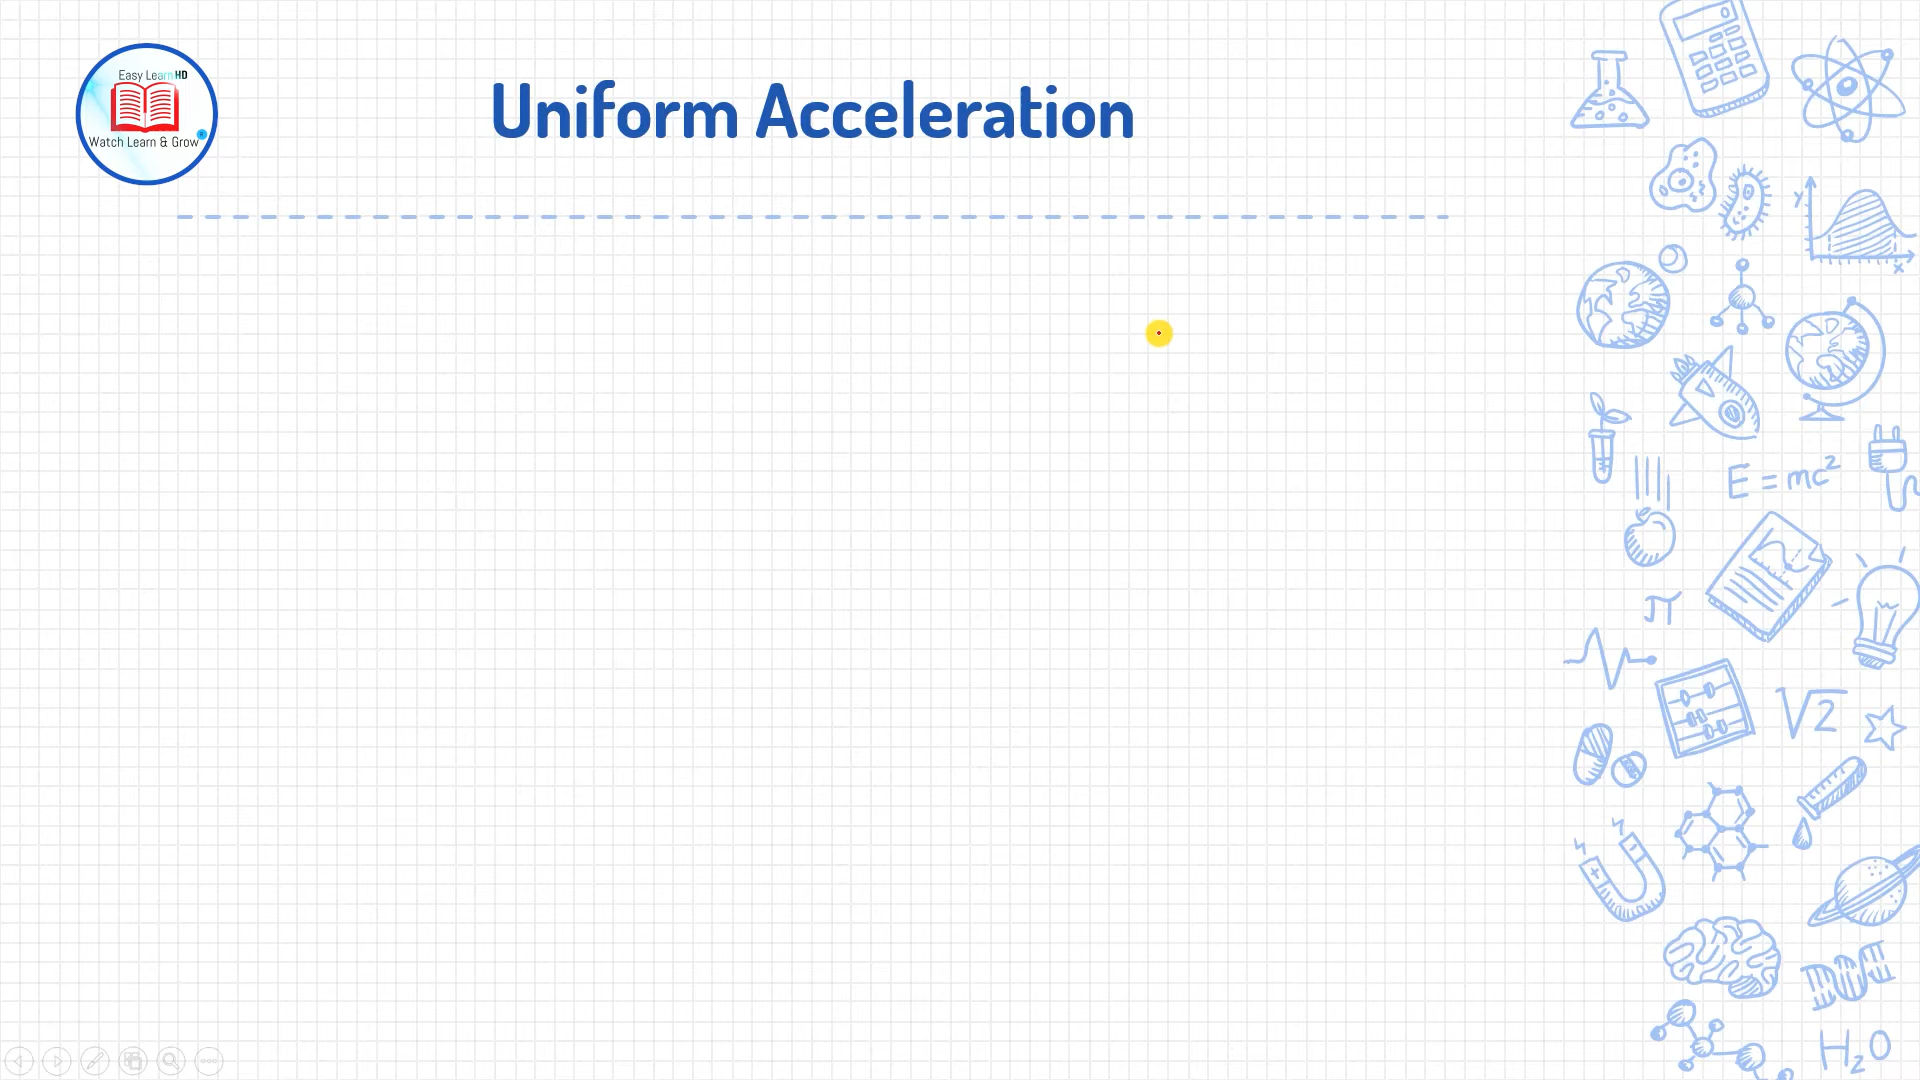 Easy Learn HD
Watch Learn & Grow
Uniform Acceleration
y
x
E = mc²
π
√2
H₂O